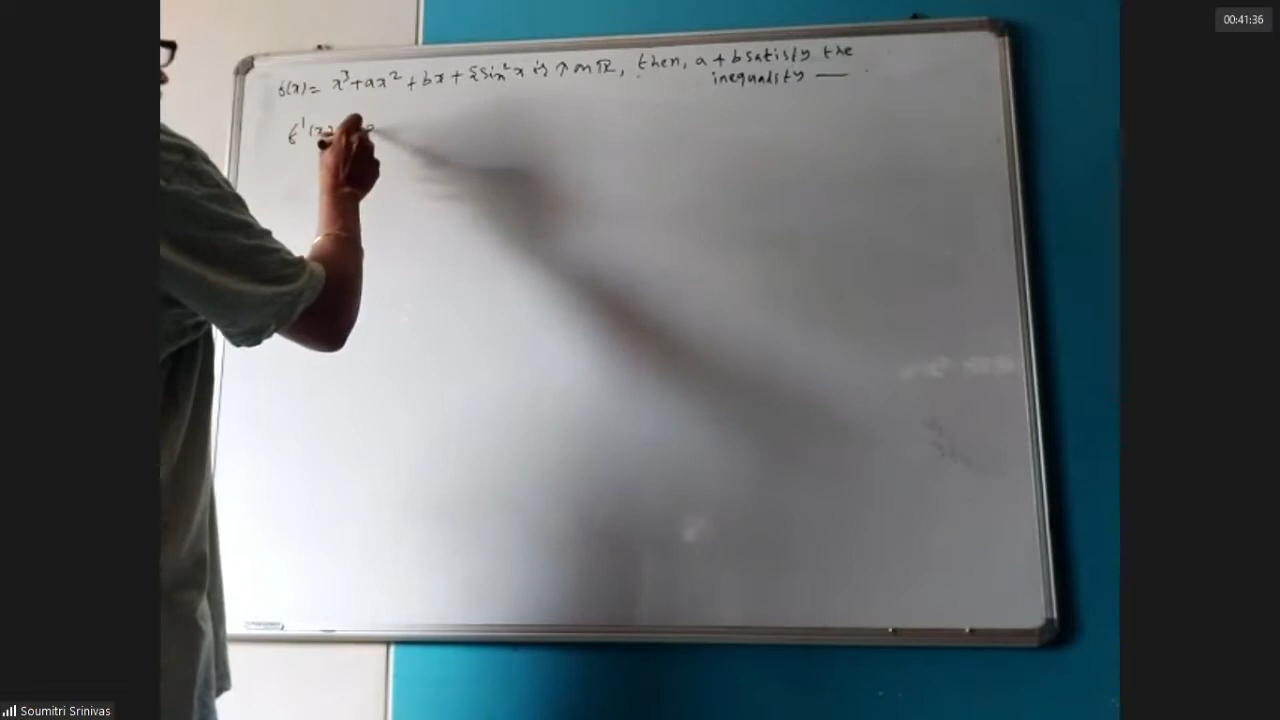 f(x) = x³ + ax² + bx + 5sin²x is ↑ on ℝ, then, a + b satisfy the
inequality —
f'(x)
00:41:36
Soumitri Srinivas